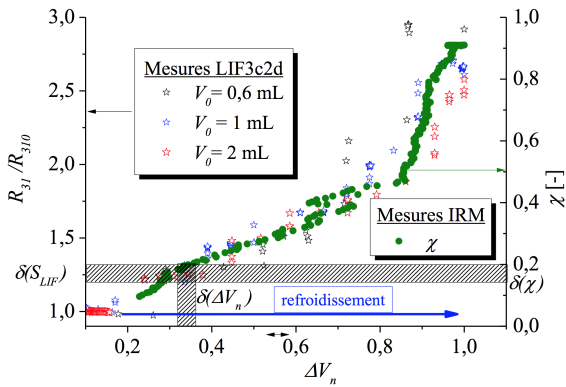 3,0
2,5
2,0
1,5
1,0
R31/R310
δ(SLIF)
Mesures LIF3c2d
V0= 0,6 mL
V0= 1 mL
V0= 2 mL
Mesures IRM
χ
δ(ΔVn)
refroidissement
1,0
0,8
0,6
0,4
0,2
0,0
χ [-]
δ(χ)
0,2
0,4
0,6
0,8
1,0
ΔVn